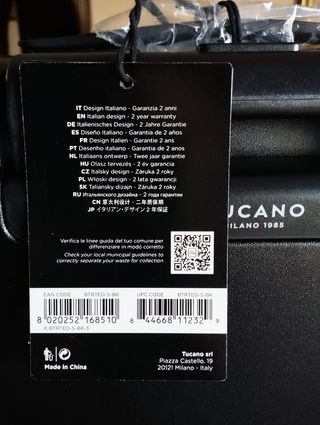 IT Design Italiano - Garanzia 2 anni
EN Italian design - 2 year warranty
DE Italienisches Design - 2 Jahre Garantie
ES Diseño Italiano - Garantia de 2 años
FR Design Italien - Garantie de 2 ans
PT Desenho italiano - Garantia de 2 anos
NL Italiaans ontwerp - Twee jaar garantie
HU Olasz tervezés - 2 év garancia
CZ Italský design - Záruka 2 roky
PL Włoski design - 2 lata gwarancji
SK Taliansky dizajn - Záruka 2 roky
RU Итальянского дизайна - 2 года гарантии
CN 意大利设计 - 二年质保期
JP イタリアン・デザイン 2 年保証
TUCANO
MILANO 1985
Verifica le linee guida del tuo comune per
differenziare in modo corretto
Check your local municipal guidelines to
correctly separate your waste for collection
EAN CODE BTRTED-S-BK
UPC CODE BTRTED-S-BK
8 020252 168510
8 44668 11232 9
K-BTRTED-S-BK-3
Made in China
Tucano srl
Piazza Castello, 19
20121 Milano - Italy